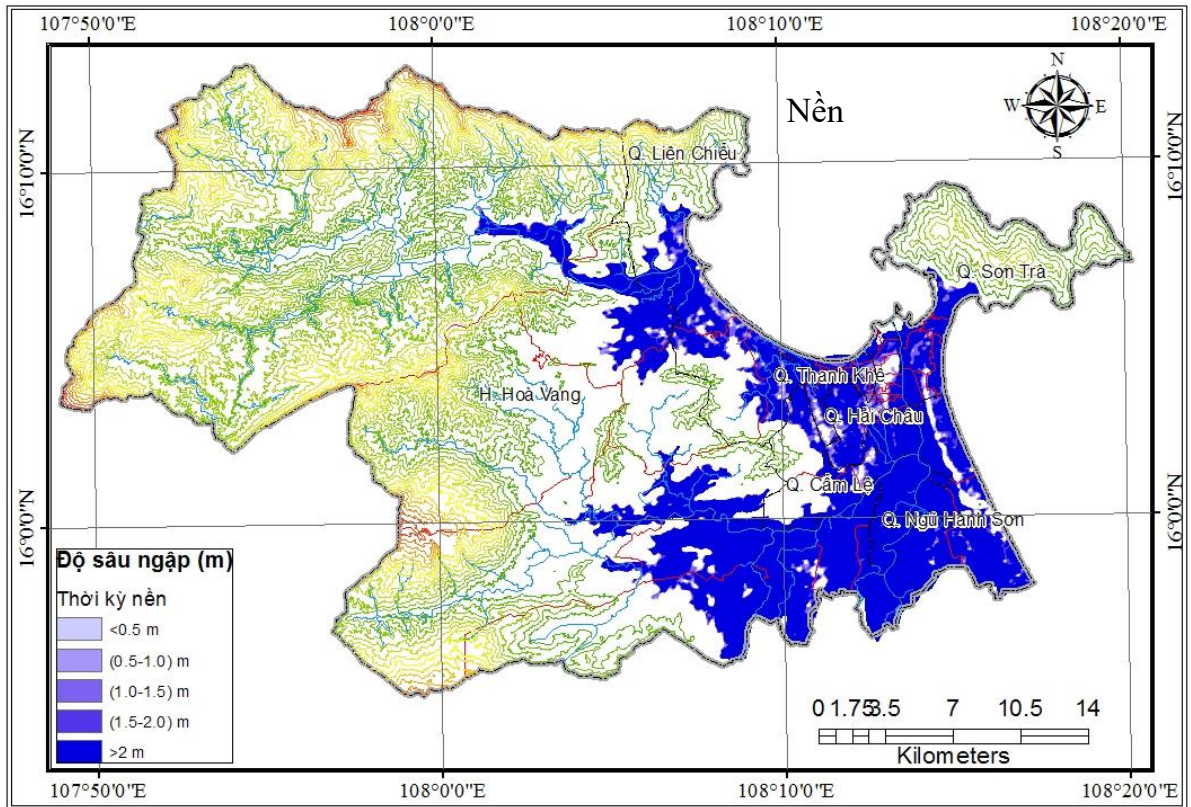 107°50'0"E 108°0'0"E 108°10'0"E 108°20'0"E
Nền
N
W E
S
Q. Liên Chiểu
16°10'0"N 16°10'0"N
Q. Sơn Trà
Q. Thanh Khê
H. Hoà Vang
Q. Hải Châu
Q. Cẩm Lệ
Q. Ngũ Hành Sơn
16°0'0"N 16°0'0"N
Độ sâu ngập (m)
Thời kỳ nền
<0.5 m
(0.5-1.0) m
(1.0-1.5) m
(1.5-2.0) m
>2 m
0 1.75 3.5 7 10.5 14
Kilometers
107°50'0"E 108°0'0"E 108°10'0"E 108°20'0"E